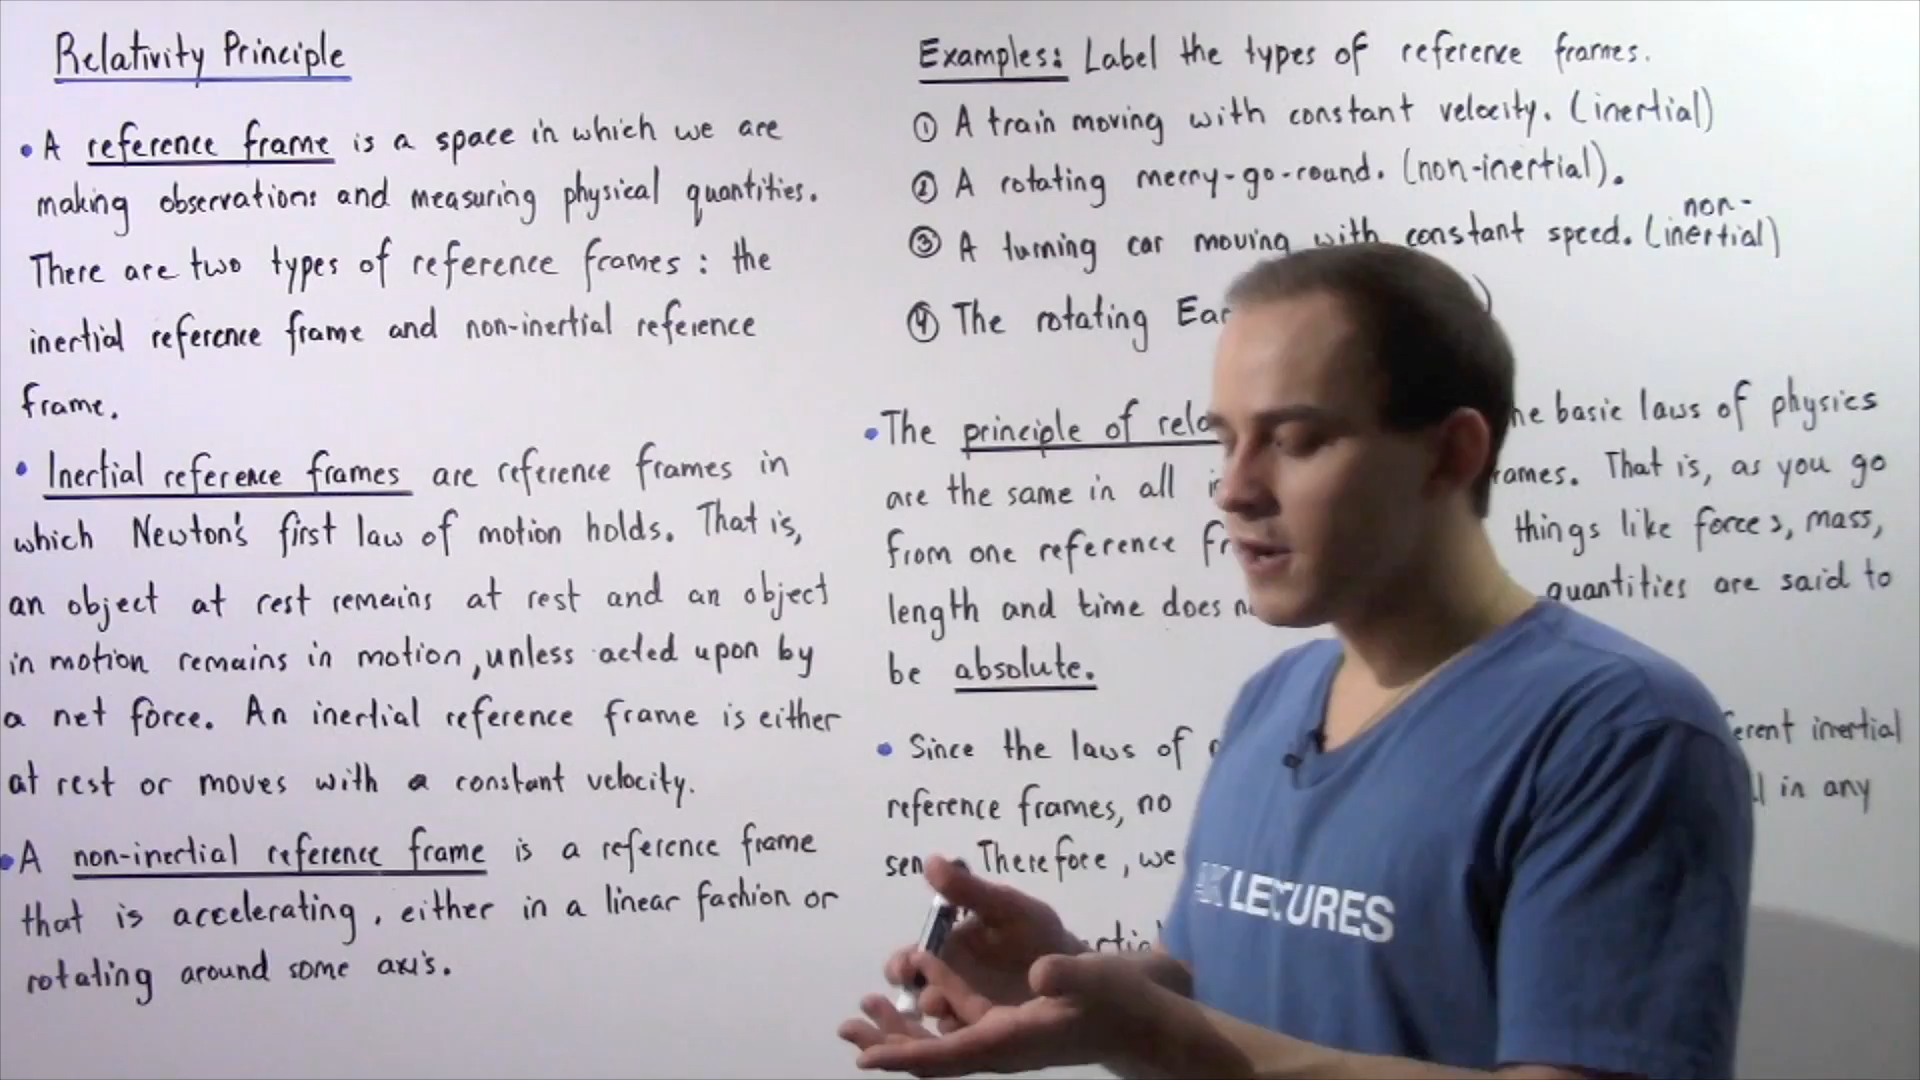 Relativity Principle
• A reference frame is a space in which we are
making observations and measuring physical quantities.
There are two types of reference frames : the
inertial reference frame and non-inertial reference
frame.
• Inertial reference frames are reference frames in
which Newton's first law of motion holds. That is,
an object at rest remains at rest and an object
in motion remains in motion, unless acted upon by
a net force. An inertial reference frame is either
at rest or moves with a constant velocity.
• A non-inertial reference frame is a reference frame
that is accelerating, either in a linear fashion or
rotating around some axis.
Examples: Label the types of reference frames.
① A train moving with constant velocity. (inertial)
② A rotating merry-go-round. (non-inertial).
non-
③ A turning car moving with constant speed. (inertial)
④ The rotating )
• The principle of he basic laws of physics
are the same in all rames. That is, as you go
from one reference things like forces, mass,
length and time does quantities are said to
be absolute.
• Since the laws of erent inertial
reference frames, no in any
Therefore, we
LECTURES